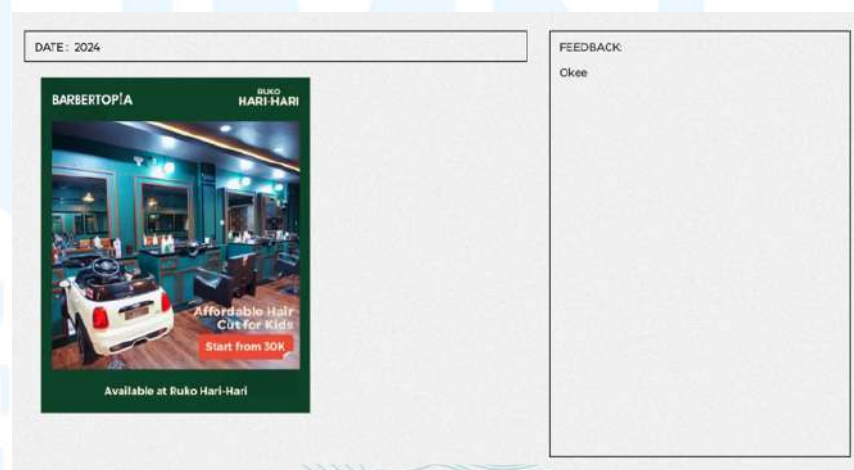 DATE: 2024
FEEDBACK:
Okee
BARBERTOPIA
RUKO
HARI-HARI
Affordable Hair
Cut for Kids
Start from 30K
Available at Ruko Hari-Hari